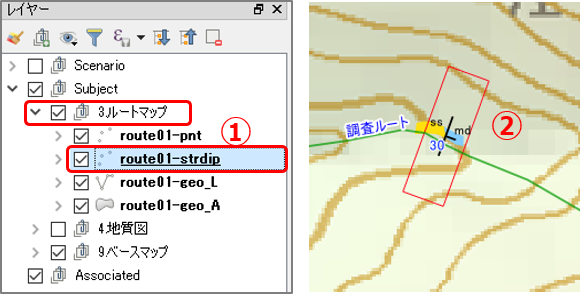 レイヤー
Scenario
Subject
3.ルートマップ
①
route01-pnt
route01-strdip
route01-geo_L
route01-geo_A
4.地質図
9ベースマップ
Associated
②
調査ルート
ss
md
30